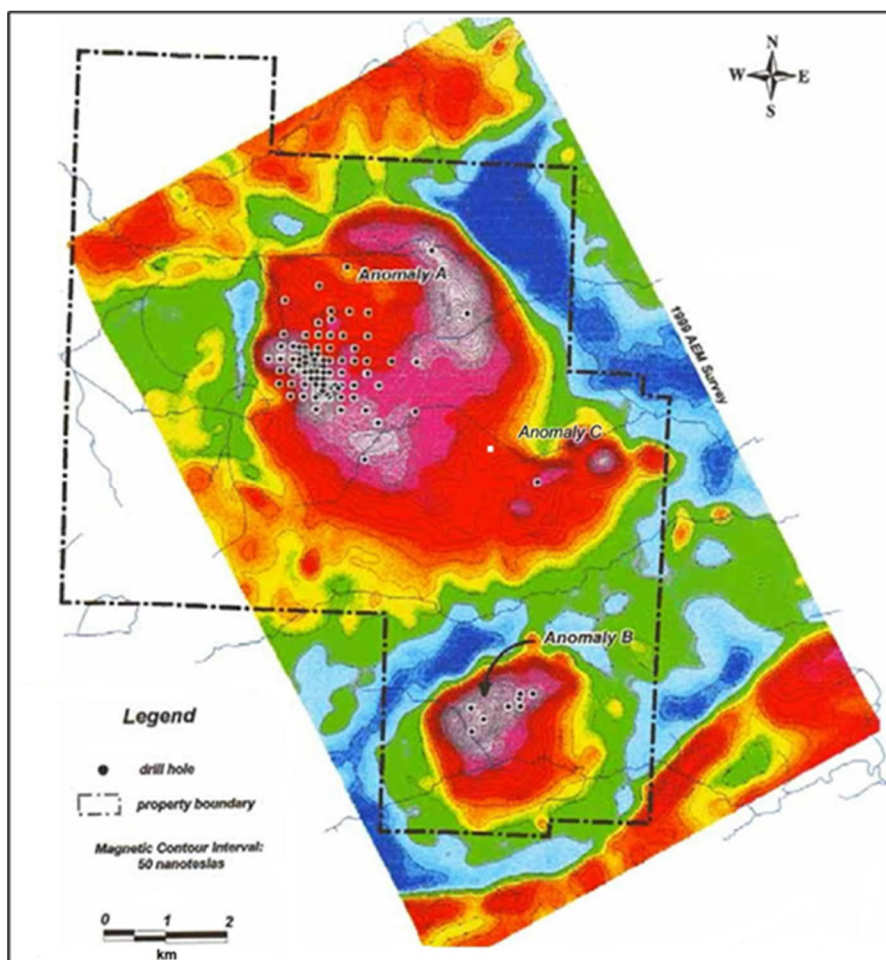 N
W E
S
Anomaly A
1999 AEM Survey
Anomaly C
Anomaly B
Legend
drill hole
property boundary
Magnetic Contour Interval:
50 nanoteslas
0 1 2
km